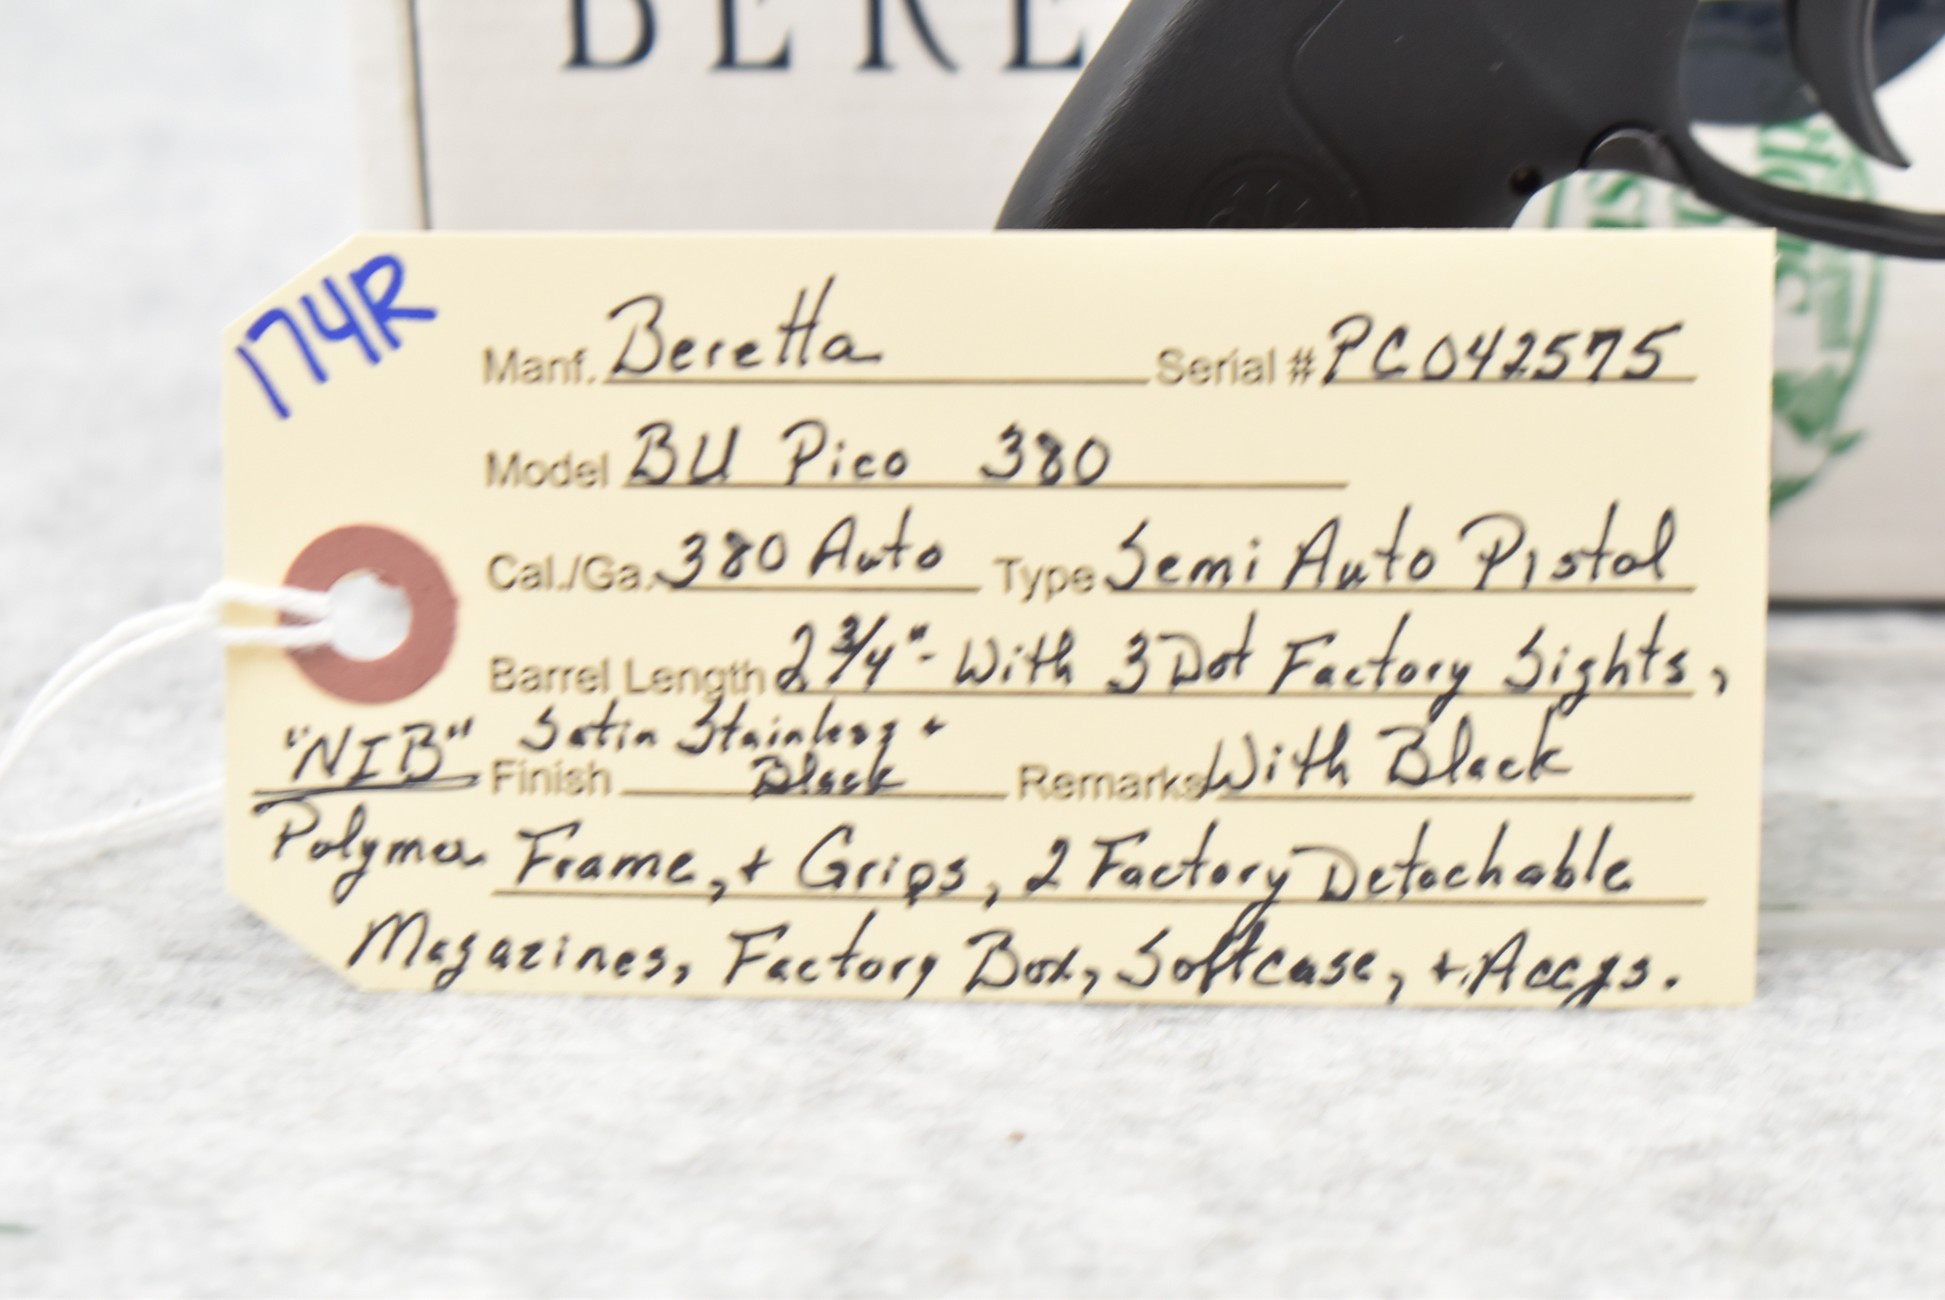 BERE
174R
Manf. Beretta Serial # PC042575
Model BU Pico 380
Cal./Ga. 380 Auto Type Semi Auto Pistol
Barrel Length 2 3/4"- With 3 Dot Factory Sights,
"NIB" Finish Satin Stainless + Black Remarks With Black
Polymer Frame, + Grips, 2 Factory Detachable
Magazines, Factory Box, Softcase, + Accys.